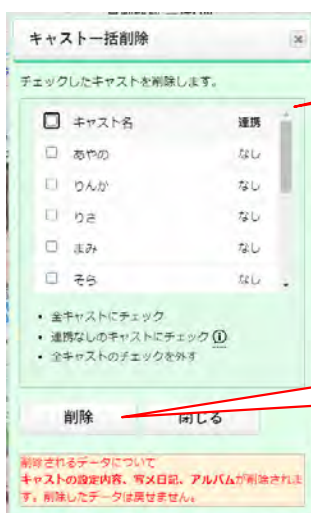 キャスト一括削除
チェックしたキャストを削除します。
キャスト名 連携
あやの なし
りんか なし
りさ なし
まみ なし
そら なし
・ 全キャストにチェック
・ 連携なしのキャストにチェック ⓘ
・ 全キャストのチェックを外す
削除 閉じる
削除されるデータについて
キャストの設定内容、写メ日記、アルバムが削除されま
す。削除したデータは戻せません。